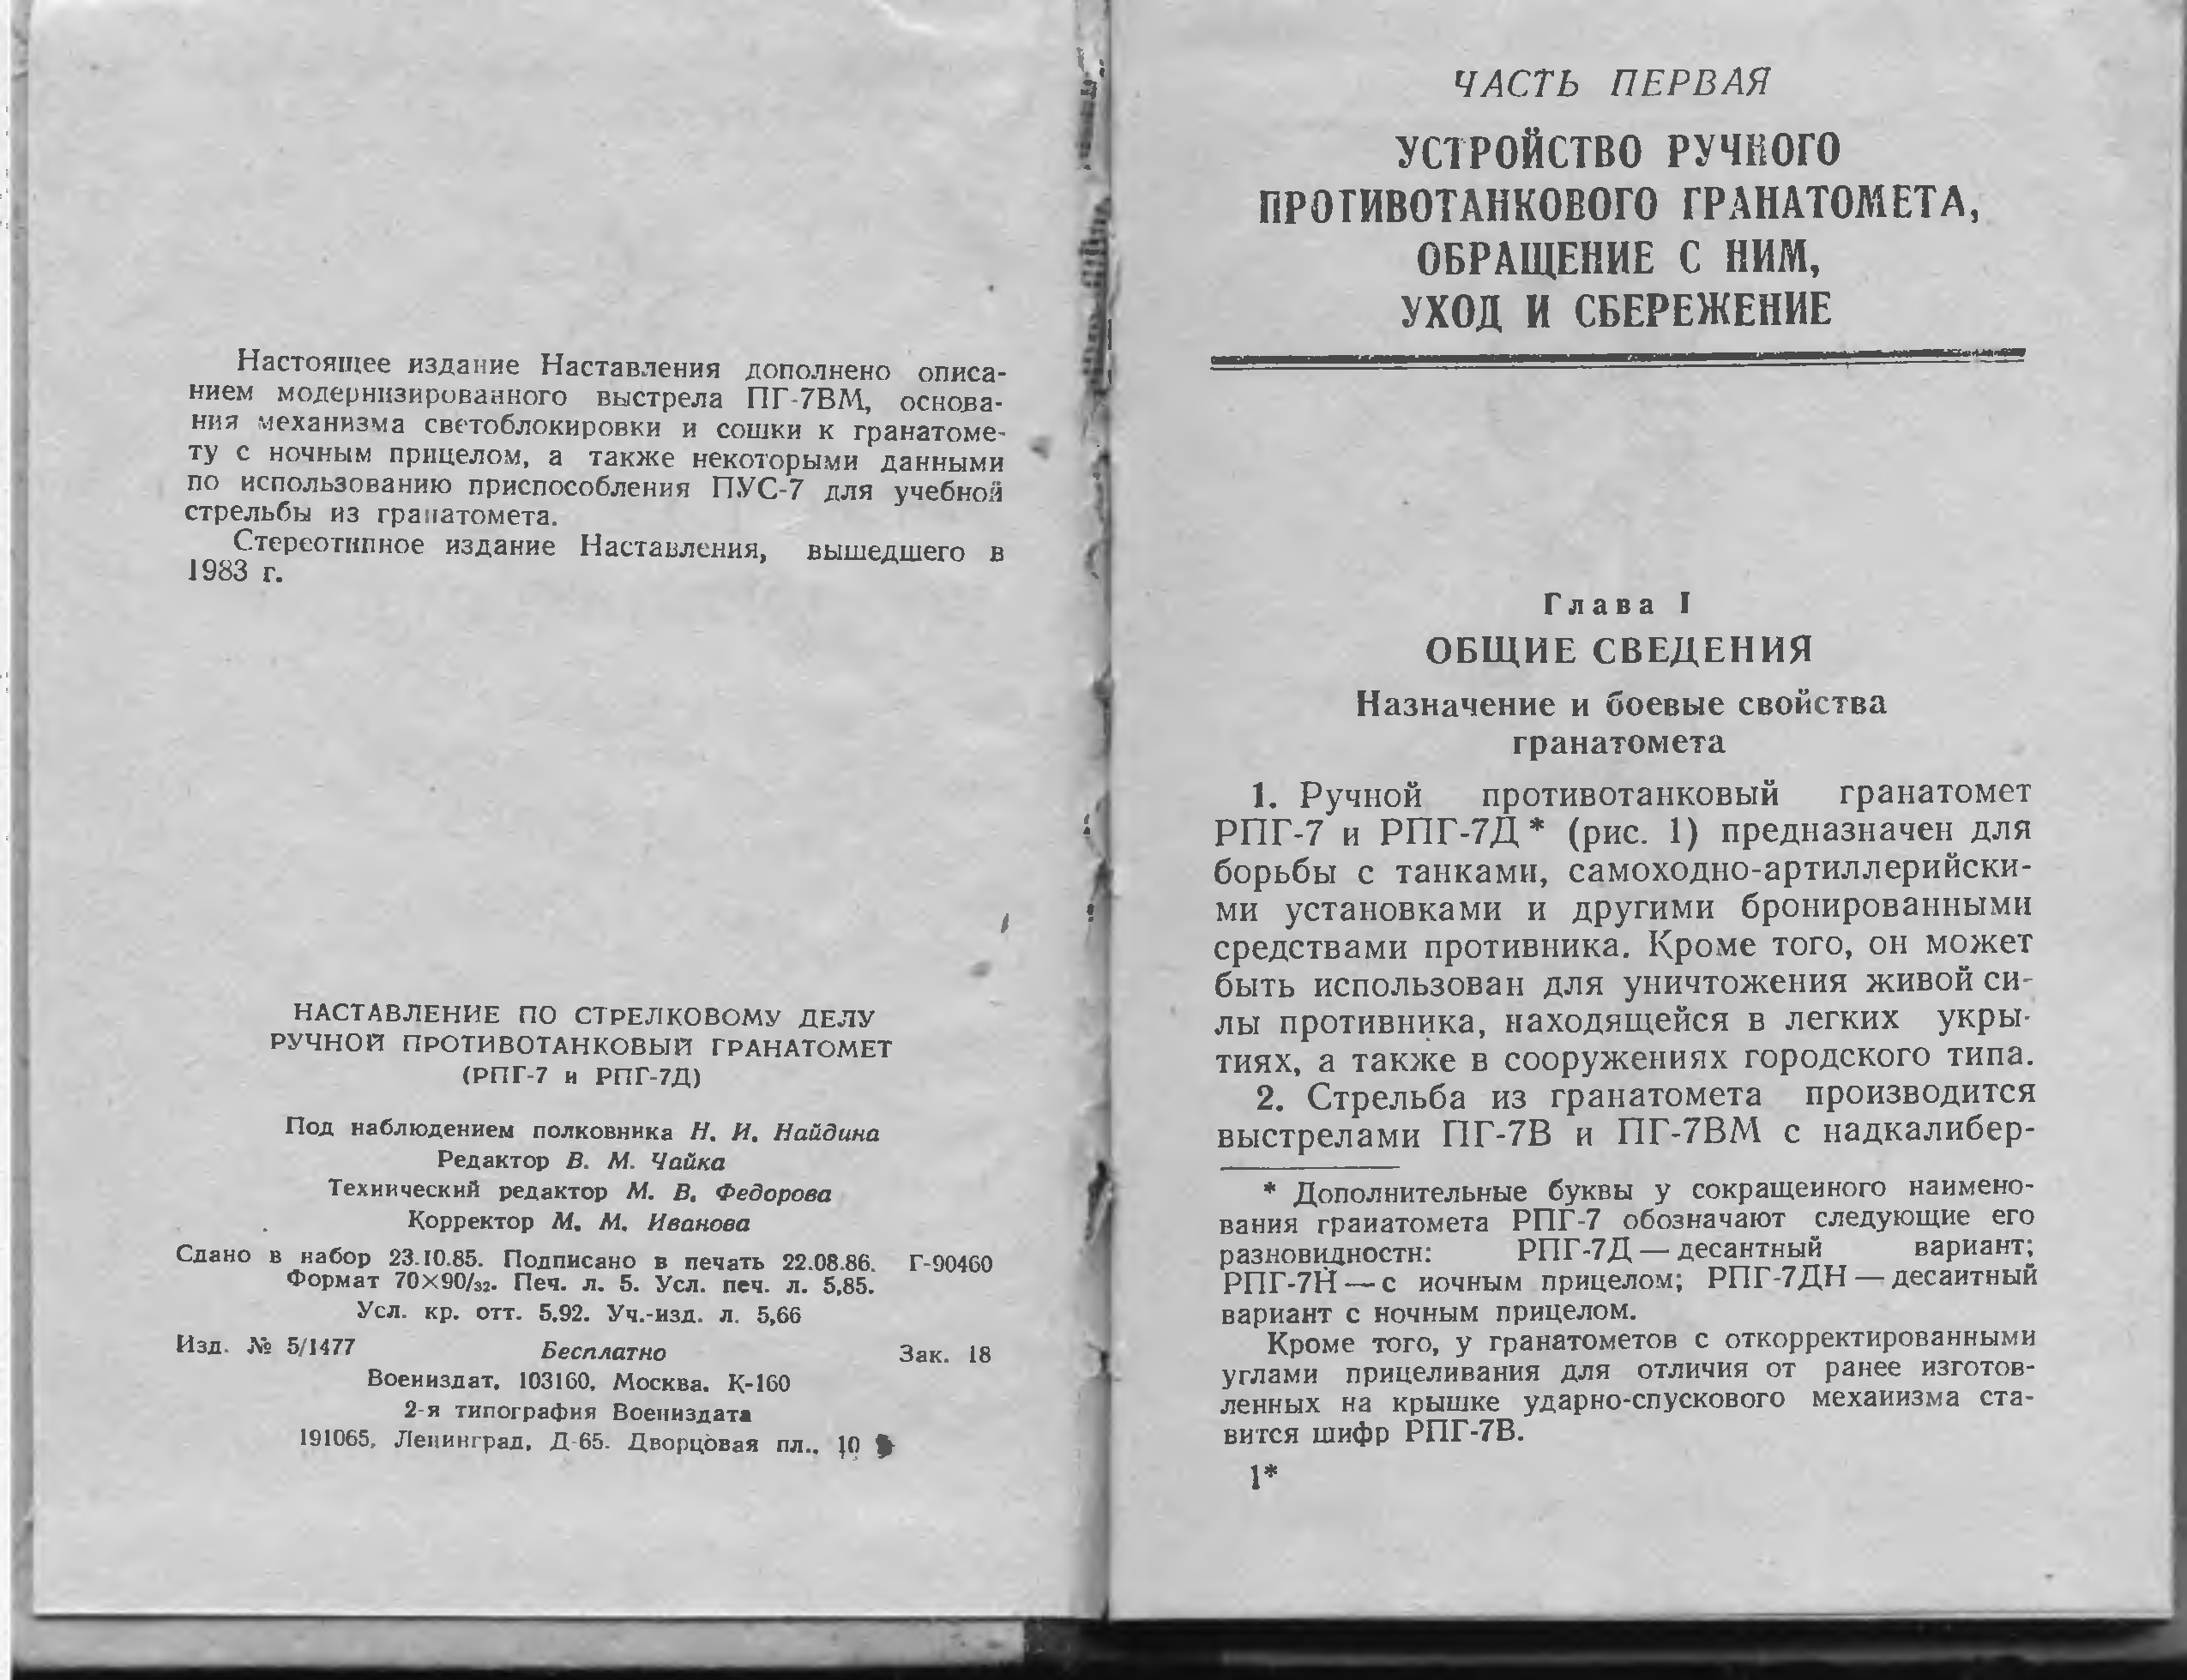 Настоящее издание Наставления дополнено описа-
нием модернизированного выстрела ПГ-7ВМ, основа-
ния механизма светоблокировки и сошки к гранатоме-
ту с ночным прицелом, а также некоторыми данными
по использованию приспособления ПУС-7 для учебной
стрельбы из гранатомета.
Стереотипное издание Наставления, вышедшего в
1983 г.
НАСТАВЛЕНИЕ ПО СТРЕЛКОВОМУ ДЕЛУ
РУЧНОЙ ПРОТИВОТАНКОВЫЙ ГРАНАТОМЕТ
(РПГ-7 и РПГ-7Д)
Под наблюдением полковника Н. И. Найдина
Редактор В. М. Чайка
Технический редактор М. В. Федорова
Корректор М. М. Иванова
Сдано в набор 23.10.85. Подписано в печать 22.08.86. Г-90460
Формат 70×90/32. Печ. л. 5. Усл. печ. л. 5,85.
Усл. кр. отт. 5,92. Уч.-изд. л. 5,66
Изд. № 5/1477 Бесплатно Зак. 18
Воениздат, 103160, Москва. К-160
2-я типография Воениздата
191065, Ленинград, Д-65. Дворцовая пл., 10
ЧАСТЬ ПЕРВАЯ
УСТРОЙСТВО РУЧНОГО
ПРОТИВОТАНКОВОГО ГРАНАТОМЕТА,
ОБРАЩЕНИЕ С НИМ,
УХОД И СБЕРЕЖЕНИЕ
Глава I
ОБЩИЕ СВЕДЕНИЯ
Назначение и боевые свойства
гранатомета
1. Ручной противотанковый гранатомет
РПГ-7 и РПГ-7Д * (рис. 1) предназначен для
борьбы с танками, самоходно-артиллерийски-
ми установками и другими бронированными
средствами противника. Кроме того, он может
быть использован для уничтожения живой си-
лы противника, находящейся в легких укры-
тиях, а также в сооружениях городского типа.
2. Стрельба из гранатомета производится
выстрелами ПГ-7В и ПГ-7ВМ с надкалибер-
* Дополнительные буквы у сокращенного наимено-
вания гранатомета РПГ-7 обозначают следующие его
разновидности: РПГ-7Д — десантный вариант;
РПГ-7Н — с ночным прицелом; РПГ-7ДН — десантный
вариант с ночным прицелом.
Кроме того, у гранатометов с откорректированными
углами прицеливания для отличия от ранее изготов-
ленных на крышке ударно-спускового механизма ста-
вится шифр РПГ-7В.
1*